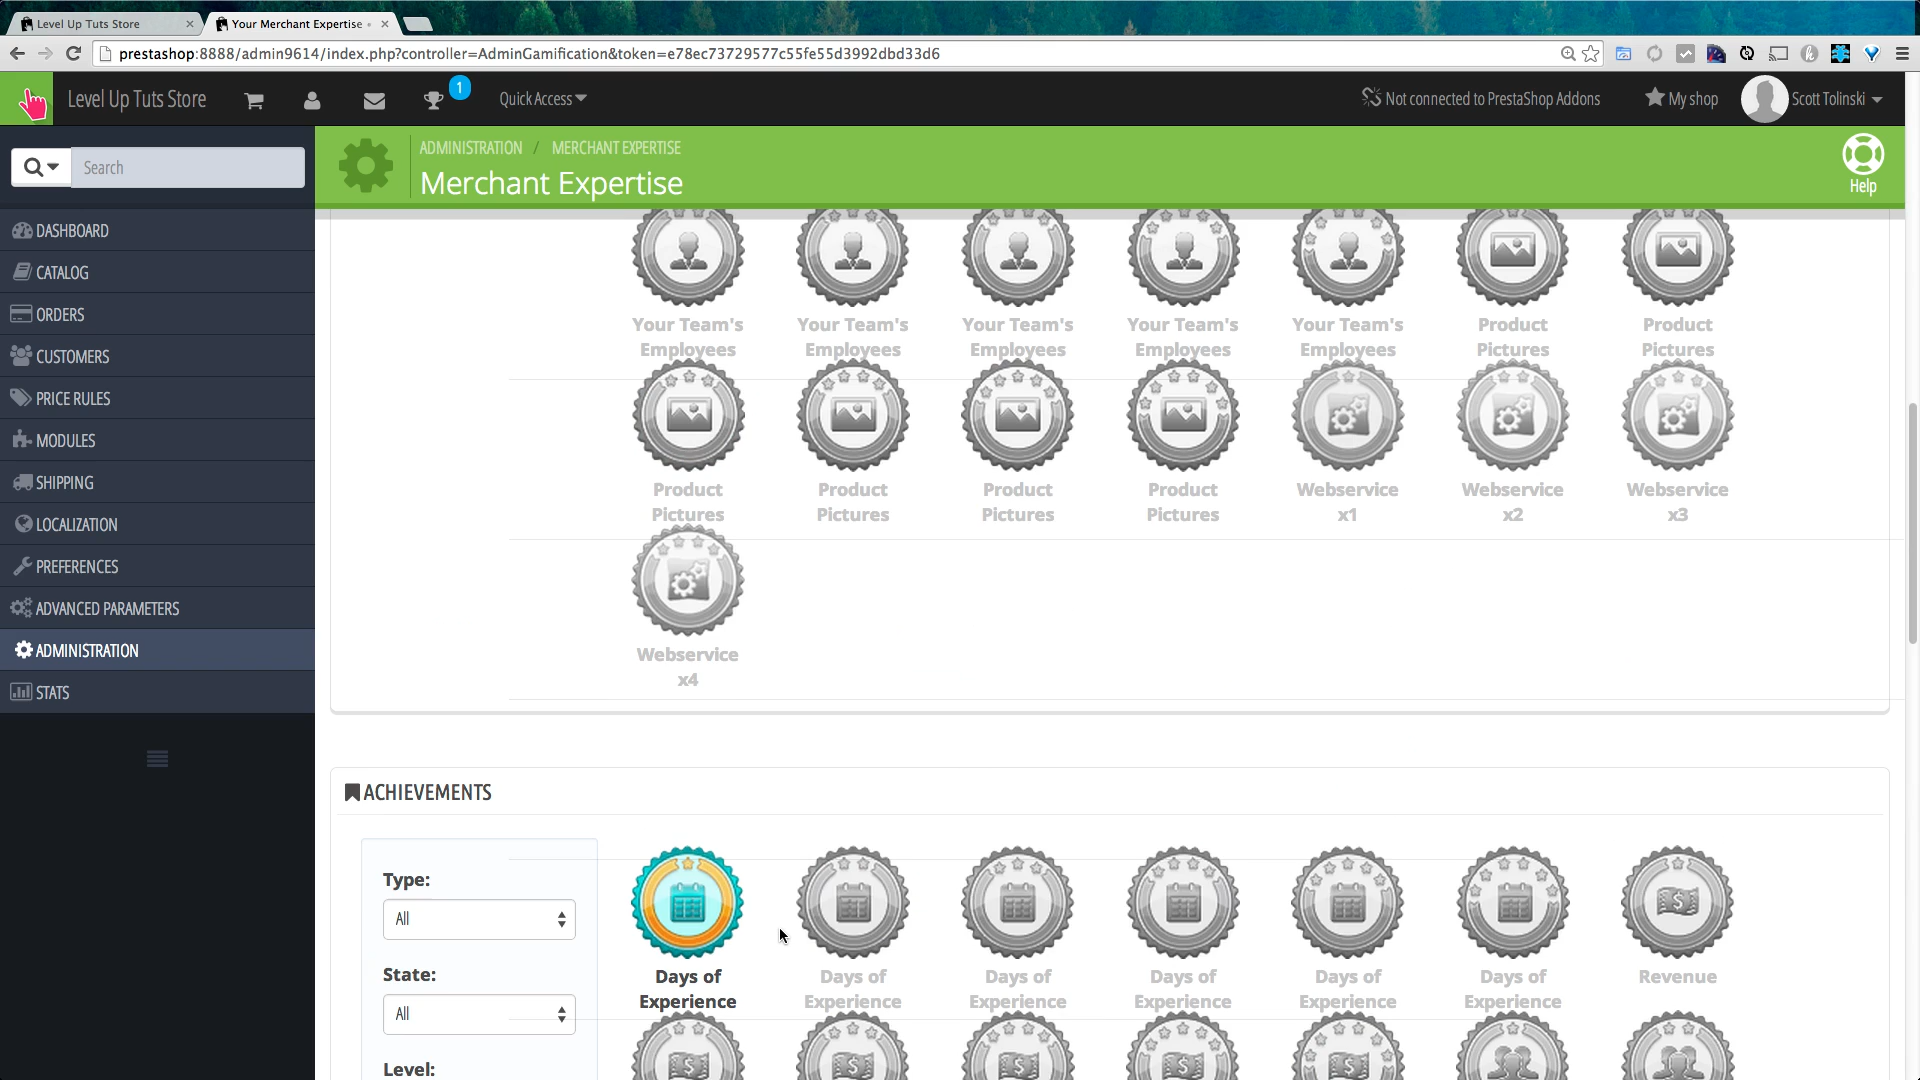 Level Up Tuts Store
Your Merchant Expertise
prestashop:8888/admin9614/index.php?controller=AdminGamification&token=e78ec73729577c55fe55d3992dbd33d6
Level Up Tuts Store
1
Quick Access
Not connected to PrestaShop Addons
My shop
Scott Tolinski
Search
ADMINISTRATION / MERCHANT EXPERTISE
Merchant Expertise
Help
DASHBOARD
CATALOG
ORDERS
CUSTOMERS
PRICE RULES
MODULES
SHIPPING
LOCALIZATION
PREFERENCES
ADVANCED PARAMETERS
ADMINISTRATION
STATS
Your Team's Your Team's Your Team's Your Team's Your Team's Product Product
Employees Employees Employees Employees Employees Pictures Pictures
Product Product Product Product Webservice Webservice Webservice
Pictures Pictures Pictures Pictures x1 x2 x3
Webservice
x4
ACHIEVEMENTS
Type:
All
State:
All
Level:
Days of Days of Days of Days of Days of Days of Revenue
Experience Experience Experience Experience Experience Experience